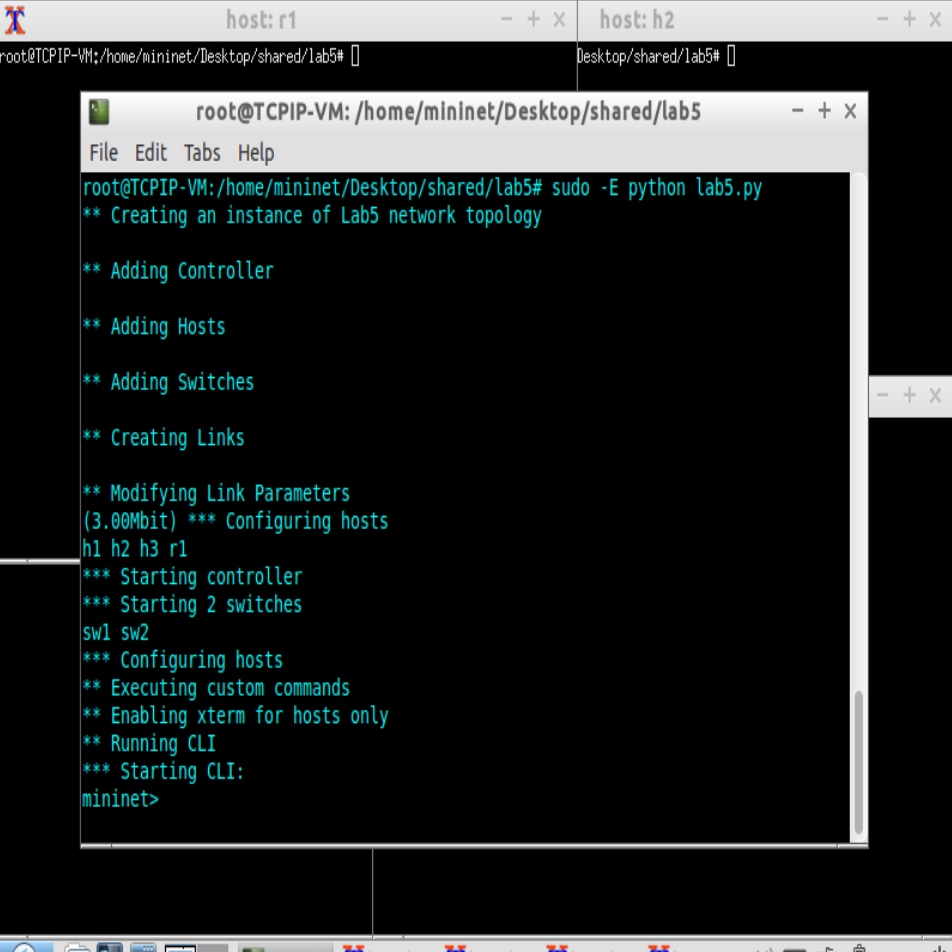 host: r1
host: h2
root@TCPIP-VM:/home/mininet/Desktop/shared/lab5#
Desktop/shared/lab5#
root@TCPIP-VM: /home/mininet/Desktop/shared/lab5
File Edit Tabs Help
root@TCPIP-VM:/home/mininet/Desktop/shared/lab5# sudo -E python lab5.py
** Creating an instance of Lab5 network topology
** Adding Controller
** Adding Hosts
** Adding Switches
** Creating Links
** Modifying Link Parameters
(3.00Mbit) *** Configuring hosts
h1 h2 h3 r1
*** Starting controller
*** Starting 2 switches
sw1 sw2
*** Configuring hosts
** Executing custom commands
** Enabling xterm for hosts only
** Running CLI
*** Starting CLI:
mininet>